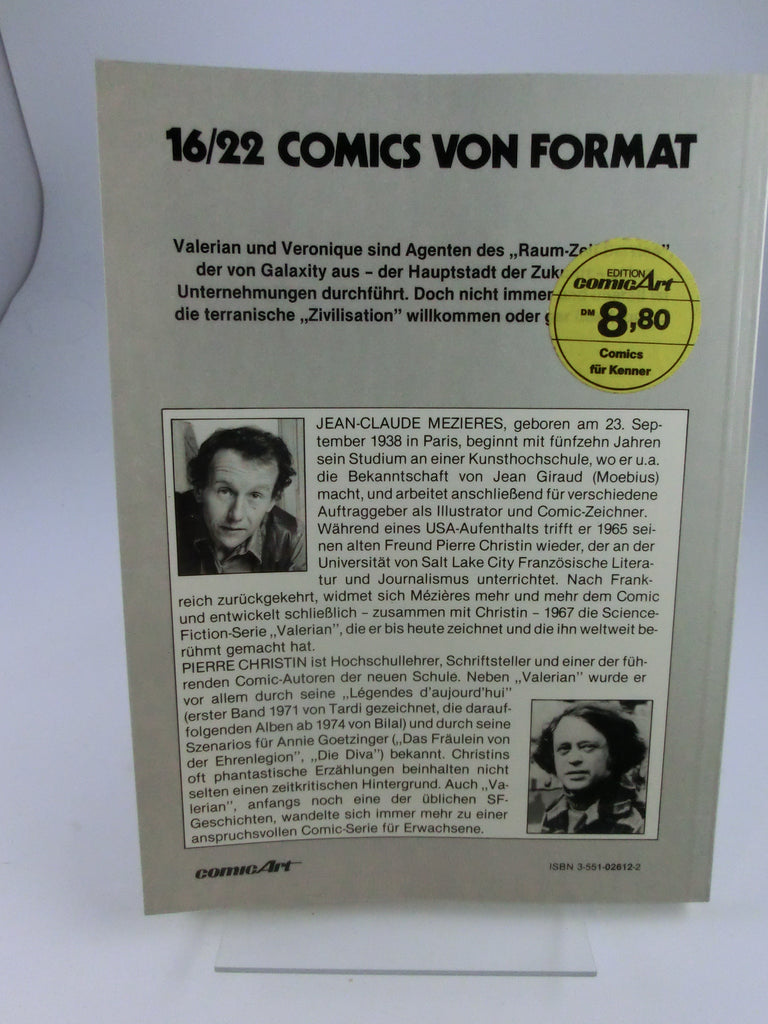 16/22 COMICS VON FORMAT
Valerian und Veronique sind Agenten des „Raum-Ze
der von Galaxity aus – der Hauptstadt der Zuku
Unternehmungen durchführt. Doch nicht immer
die terranische „Zivilisation” willkommen oder g
EDITION
comicArt
DM 8,80
Comics
für Kenner
JEAN-CLAUDE MEZIERES, geboren am 23. Sep-
tember 1938 in Paris, beginnt mit fünfzehn Jahren
sein Studium an einer Kunsthochschule, wo er u.a.
die Bekanntschaft von Jean Giraud (Moebius)
macht, und arbeitet anschließend für verschiedene
Auftraggeber als Illustrator und Comic-Zeichner.
Während eines USA-Aufenthalts trifft er 1965 sei-
nen alten Freund Pierre Christin wieder, der an der
Universität von Salt Lake City Französische Litera-
tur und Journalismus unterrichtet. Nach Frank-
reich zurückgekehrt, widmet sich Mézières mehr und mehr dem Comic
und entwickelt schließlich – zusammen mit Christin – 1967 die Science-
Fiction-Serie „Valerian”, die er bis heute zeichnet und die ihn weltweit be-
rühmt gemacht hat.
PIERRE CHRISTIN ist Hochschullehrer, Schriftsteller und einer der füh-
renden Comic-Autoren der neuen Schule. Neben „Valerian” wurde er
vor allem durch seine „Légendes d'aujourd'hui”
(erster Band 1971 von Tardi gezeichnet, die darauf-
folgenden Alben ab 1974 von Bilal) und durch seine
Szenarios für Annie Goetzinger („Das Fräulein von
der Ehrenlegion”, „Die Diva”) bekannt. Christins
oft phantastische Erzählungen beinhalten nicht
selten einen zeitkritischen Hintergrund. Auch „Va-
lerian”, anfangs noch eine der üblichen SF-
Geschichten, wandelte sich immer mehr zu einer
anspruchsvollen Comic-Serie für Erwachsene.
comicArt
ISBN 3-551-02612-2